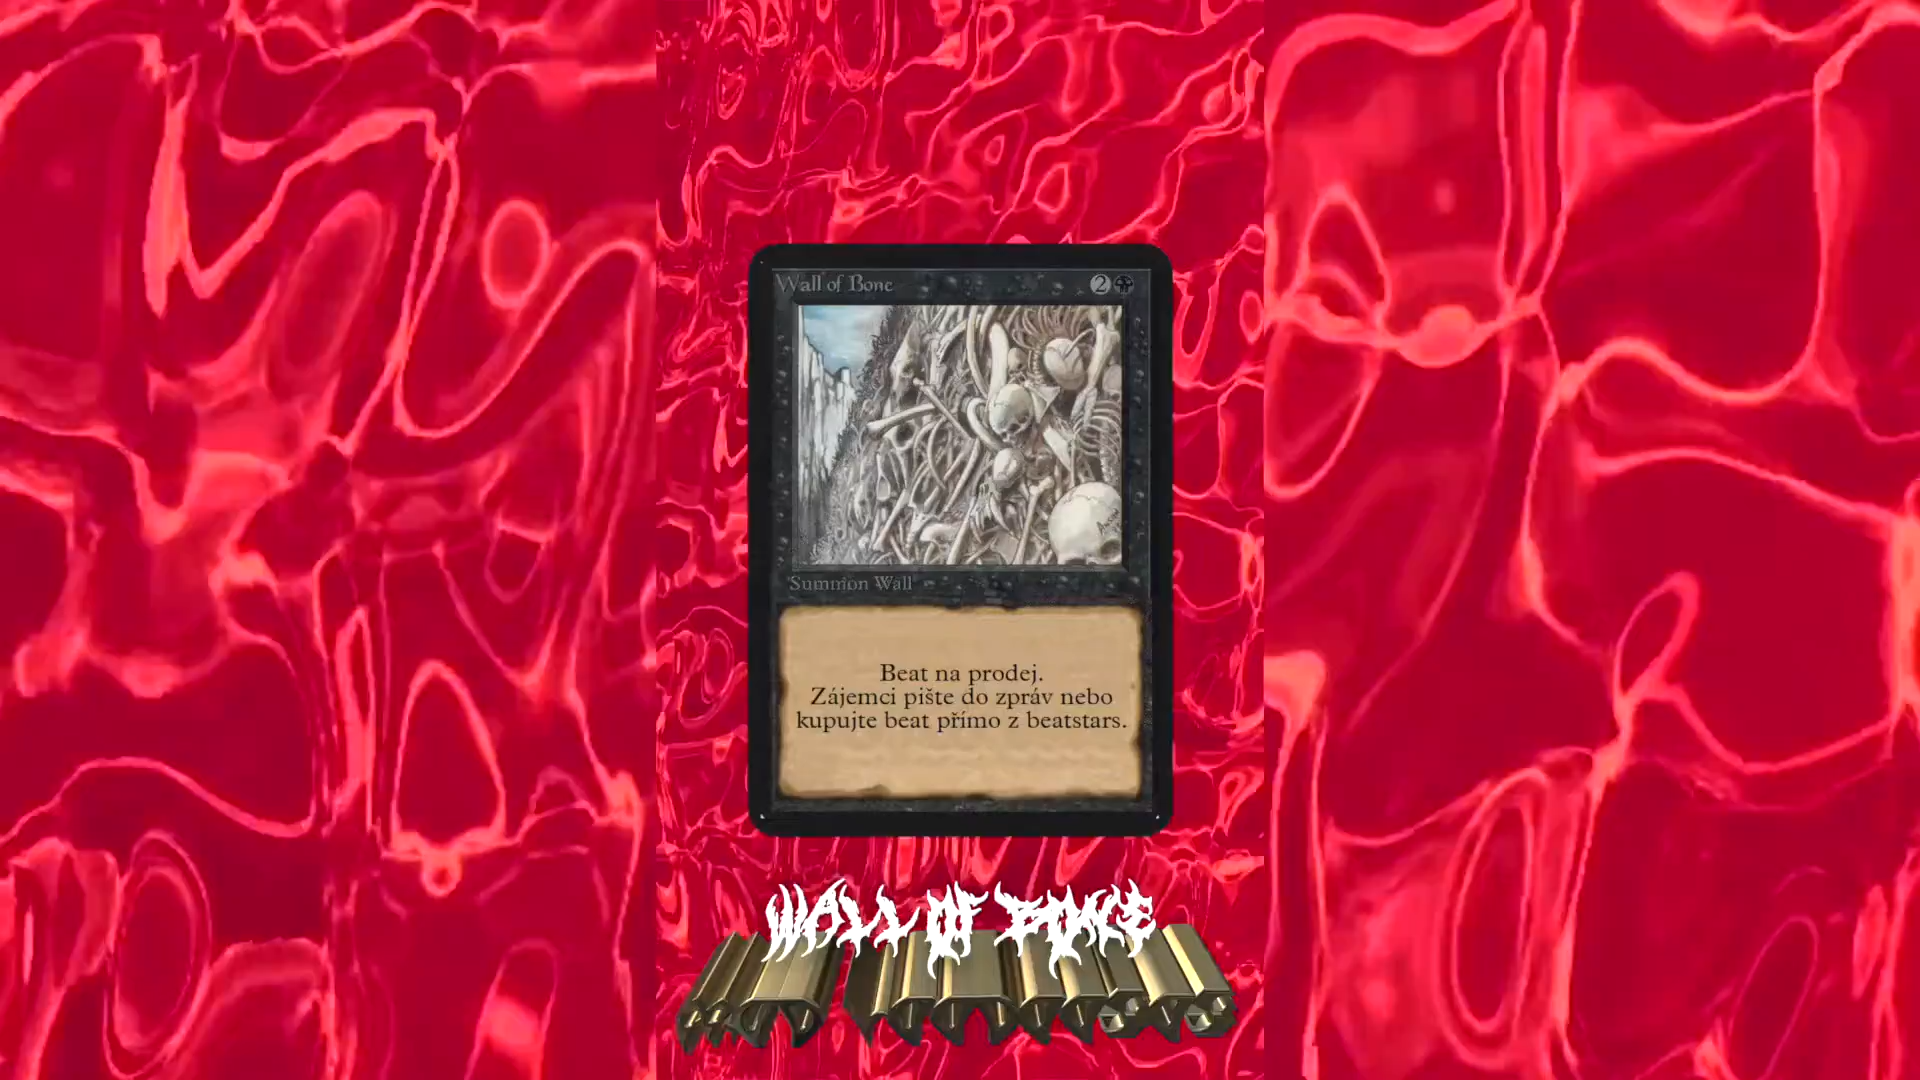 Wall of Bone 2
Summon Wall
Beat na prodej.
Zájemci pište do zpráv nebo
kupujte beat přímo z beatstars.
WALL OF BONE